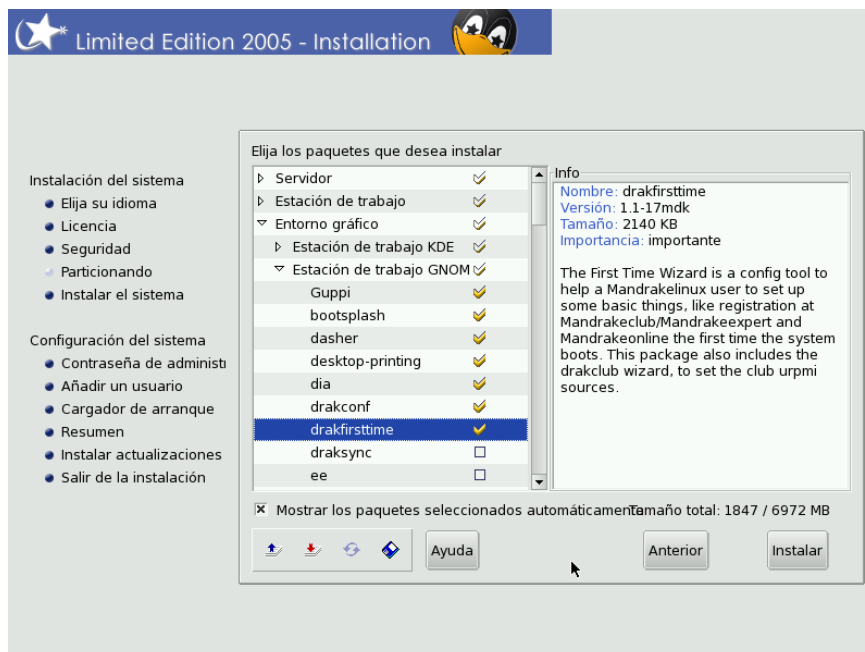 Limited Edition 2005 - Installation
Instalación del sistema
Elija su idioma
Licencia
Seguridad
Particionando
Instalar el sistema
Configuración del sistema
Contraseña de administ
Añadir un usuario
Cargador de arranque
Resumen
Instalar actualizaciones
Salir de la instalación
Elija los paquetes que desea instalar
Servidor
Estación de trabajo
Entorno gráfico
Estación de trabajo KDE
Estación de trabajo GNOM
Guppi
bootsplash
dasher
desktop-printing
dia
drakconf
drakfirsttime
draksync
ee
Info
Nombre: drakfirsttime
Versión: 1.1-17mdk
Tamaño: 2140 KB
Importancia: importante
The First Time Wizard is a config tool to
help a Mandrakelinux user to set up
some basic things, like registration at
Mandrakeclub/Mandrakeexpert and
Mandrakeonline the first time the system
boots. This package also includes the
drakclub wizard, to set the club urpmi
sources.
Mostrar los paquetes seleccionados automáticamente
Tamaño total: 1847 / 6972 MB
Ayuda
Anterior
Instalar